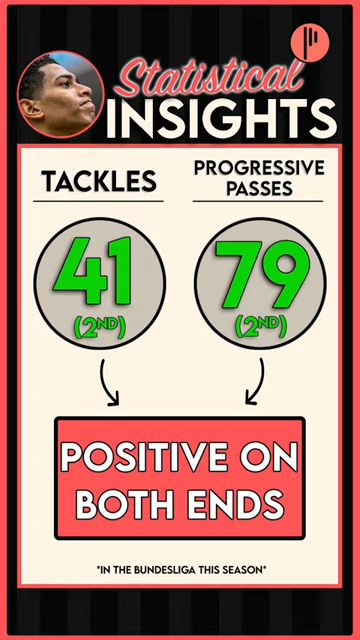 Statistical
INSIGHTS
TACKLES
PROGRESSIVE
PASSES
41
(2ND)
79
(2ND)
POSITIVE ON
BOTH ENDS
*IN THE BUNDESLIGA THIS SEASON*